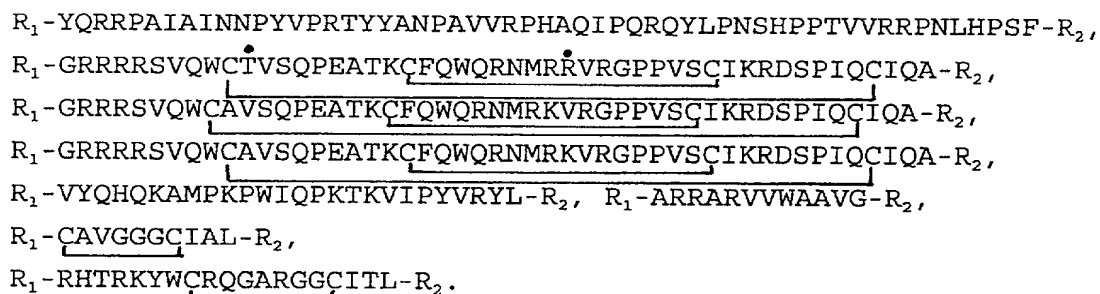 R₁-YQRRPAIAINNPYVPRTYYANPAVVRPHAQIPQRQYLPNSHPPTVVRRPNLHPSF-R₂,
R₁-GRRRRSVQWCTVSQPEATKCFQWQRNMRRVRGPPVSCIKRDSPIQCIQA-R₂,
R₁-GRRRRSVQWCAVSQPEATKCFQWQRNMRKVRGPPVSCIKRDSPIQCIQA-R₂,
R₁-GRRRRSVQWCAVSQPEATKCFQWQRNMRKVRGPPVSCIKRDSPIQCIQA-R₂,
R₁-VYQHQKAMPKPWIQPKTKVIPYVRYL-R₂, R₁-ARRARVVWAAVG-R₂,
R₁-CAVGGGCIAL-R₂,
R₁-RHTRKYWCRQGARGGCITL-R₂.